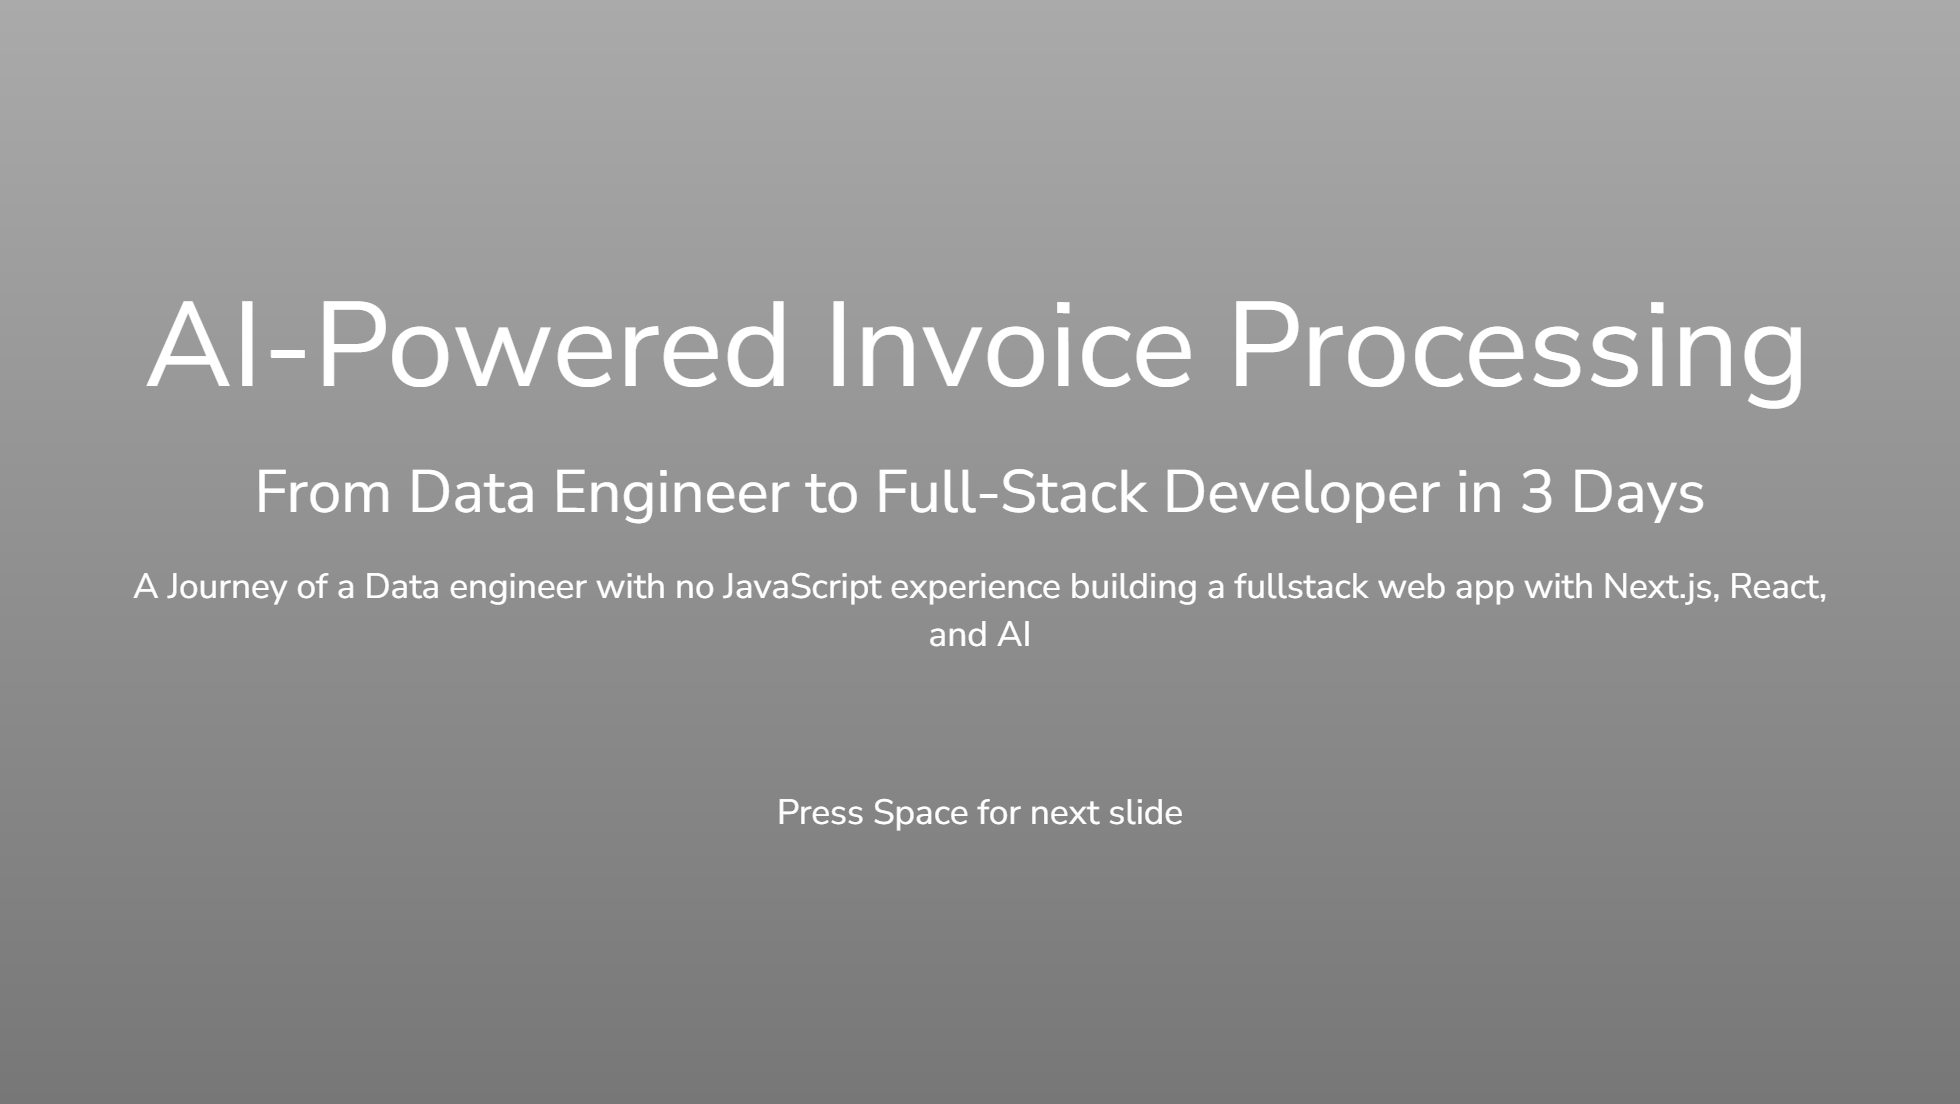 AI-Powered Invoice Processing
From Data Engineer to Full-Stack Developer in 3 Days
A Journey of a Data engineer with no JavaScript experience building a fullstack web app with Next.js, React,
and AI
Press Space for next slide